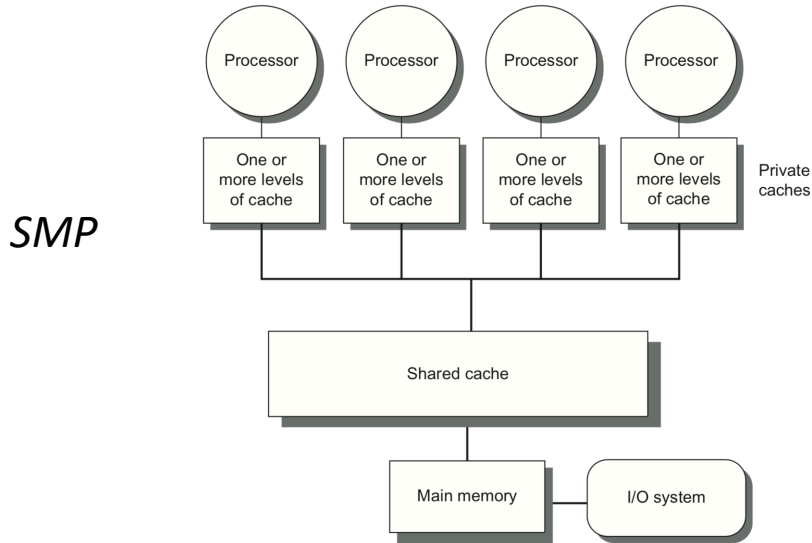 Processor
Processor
Processor
Processor
One or
more levels
of cache
One or
more levels
of cache
One or
more levels
of cache
One or
more levels
of cache
Private
caches
SMP
Shared cache
Main memory
I/O system